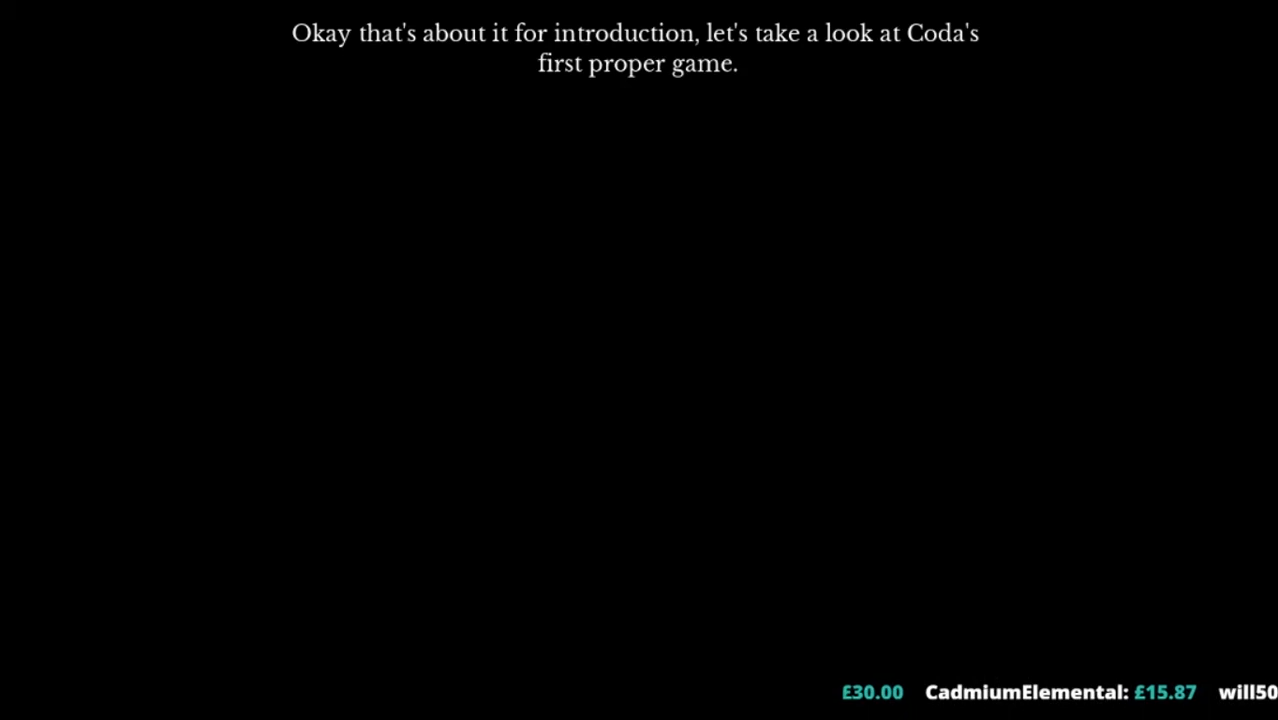 Okay that's about it for introduction, let's take a look at Coda's
first proper game.
£30.00 CadmiumElemental: £15.87 will50